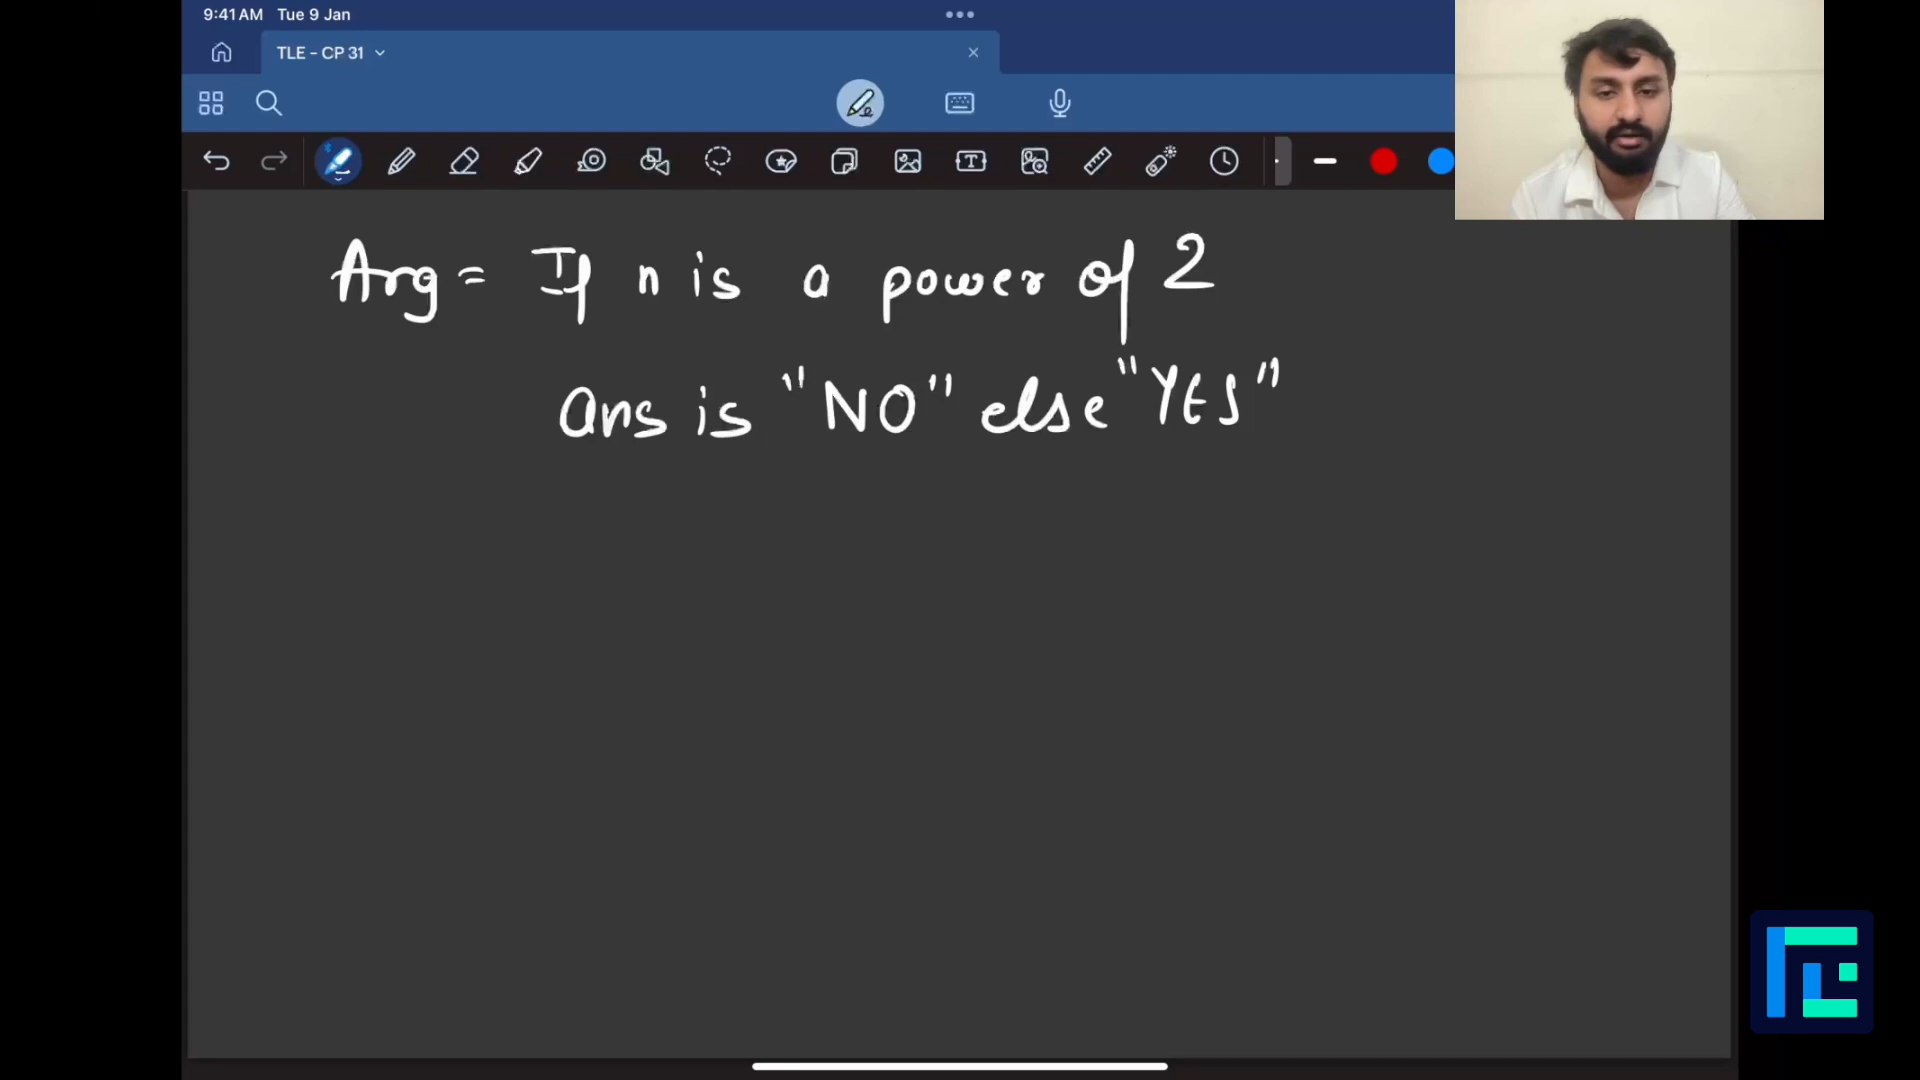 9:41 AM Tue 9 Jan
TLE - CP 31
Arg = If n is a power of 2
ans is "NO" else "YES"